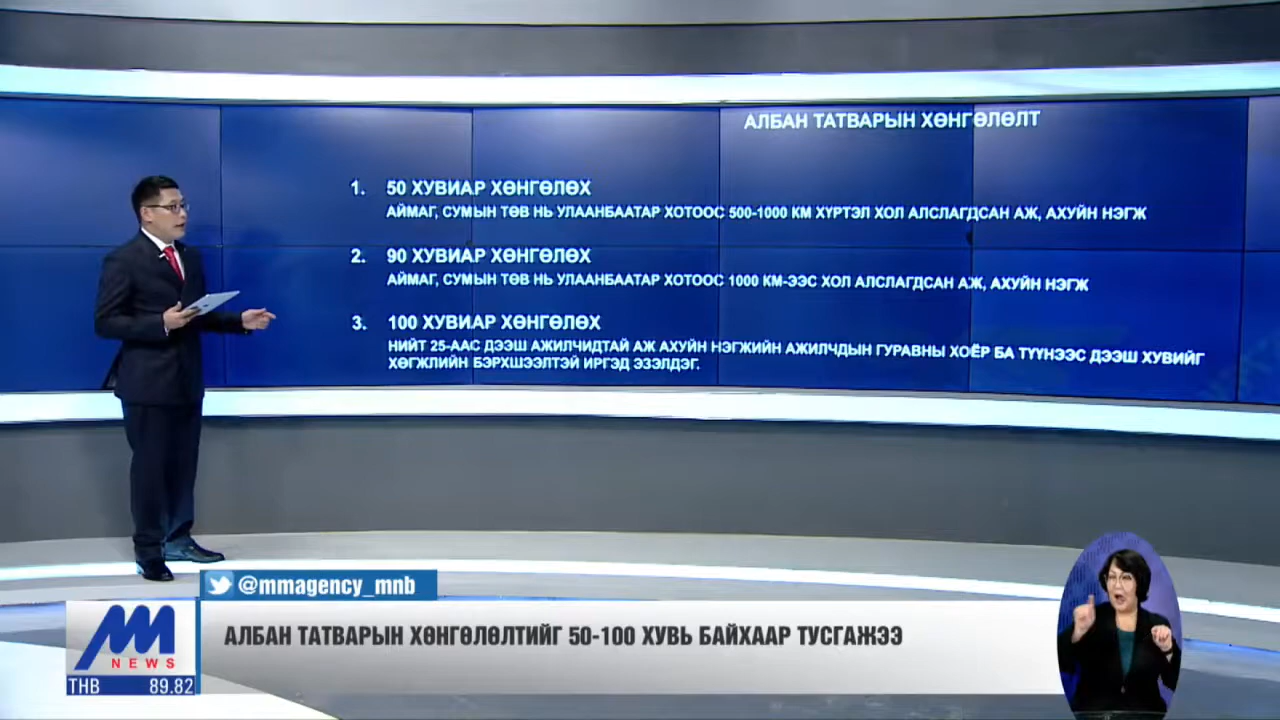 АЛБАН ТАТВАРЫН ХӨНГӨЛӨЛТ
1. 50 ХУВИАР ХӨНГӨЛӨХ
АЙМАГ, СУМЫН ТӨВ НЬ УЛААНБААТАР ХОТООС 500-1000 КМ ХҮРТЭЛ ХОЛ АЛСЛАГДСАН АЖ, АХУЙН НЭГЖ
2. 90 ХУВИАР ХӨНГӨЛӨХ
АЙМАГ, СУМЫН ТӨВ НЬ УЛААНБААТАР ХОТООС 1000 КМ-ЭЭС ХОЛ АЛСЛАГДСАН АЖ, АХУЙН НЭГЖ
3. 100 ХУВИАР ХӨНГӨЛӨХ
НИЙТ 25-ААС ДЭЭШ АЖИЛЧИДТАЙ АЖ АХУЙН НЭГЖИЙН АЖИЛЧДЫН ГУРАВНЫ ХОЁР БА ТҮҮНЭЭС ДЭЭШ ХУВИЙГ
ХӨГЖЛИЙН БЭРХШЭЭЛТЭЙ ИРГЭД ЭЗЭЛДЭГ.
@mmagency_mnb
АЛБАН ТАТВАРЫН ХӨНГӨЛӨЛТИЙГ 50-100 ХУВЬ БАЙХААР ТУСГАЖЭЭ
MM
NEWS
THB 89.82